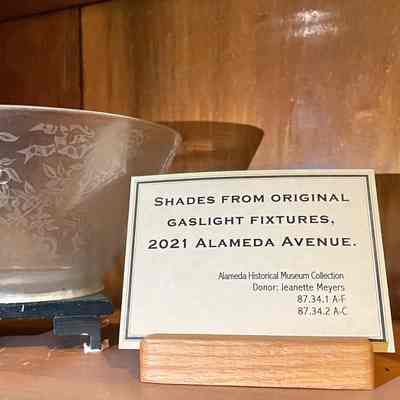 SHADES FROM ORIGINAL
GASLIGHT FIXTURES,
2021 ALAMEDA AVENUE.
Alameda Historical Museum Collection
Donor: Jeanette Meyers
87.34.1 A-F
87.34.2 A-C